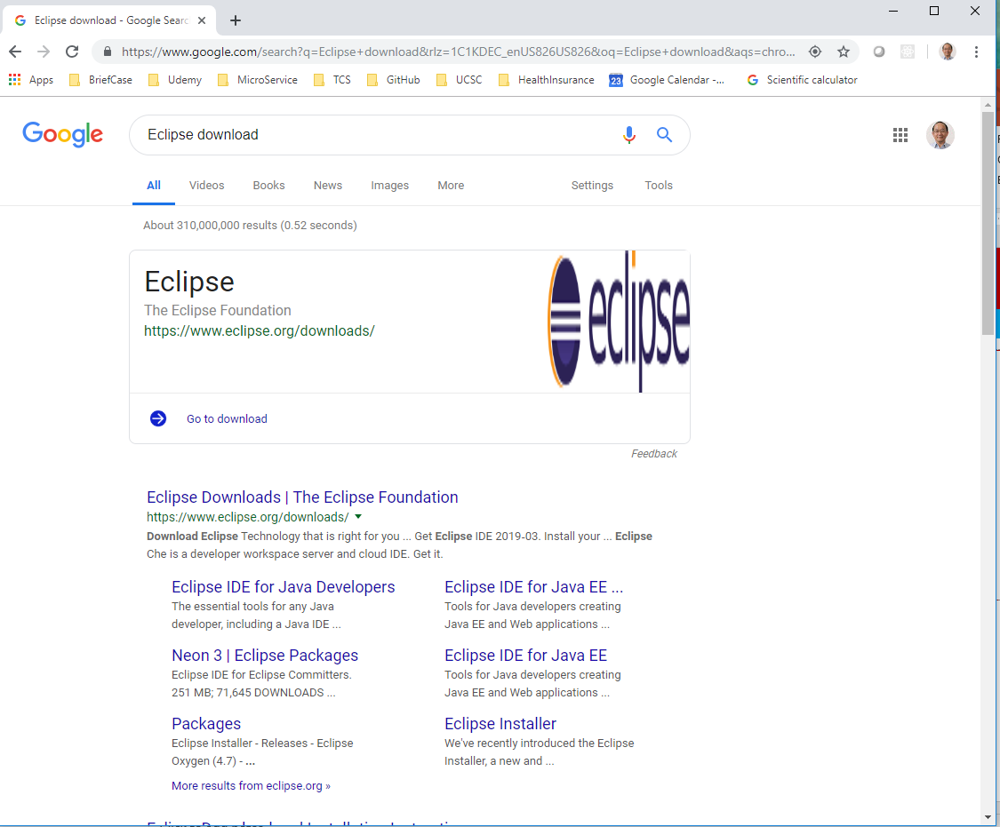 Eclipse download - Google Searc
https://www.google.com/search?q=Eclipse+download&rlz=1C1KDEC_enUS826US826&oq=Eclipse+download&aqs=chro...
Apps BriefCase Udemy MicroService TCS GitHub UCSC HealthInsurance 23 Google Calendar -... G Scientific calculator
Google Eclipse download
All Videos Books News Images More Settings Tools
About 310,000,000 results (0.52 seconds)
Eclipse
The Eclipse Foundation
https://www.eclipse.org/downloads/
eclipse
Go to download
Feedback
Eclipse Downloads | The Eclipse Foundation
https://www.eclipse.org/downloads/
Download Eclipse Technology that is right for you ... Get Eclipse IDE 2019-03. Install your ... Eclipse
Che is a developer workspace server and cloud IDE. Get it.
Eclipse IDE for Java Developers
The essential tools for any Java
developer, including a Java IDE ...
Eclipse IDE for Java EE ...
Tools for Java developers creating
Java EE and Web applications ...
Neon 3 | Eclipse Packages
Eclipse IDE for Eclipse Committers.
251 MB; 71,645 DOWNLOADS ...
Eclipse IDE for Java EE
Tools for Java developers creating
Java EE and Web applications ...
Packages
Eclipse Installer - Releases - Eclipse
Oxygen (4.7) - ...
Eclipse Installer
We've recently introduced the Eclipse
Installer, a new and ...
More results from eclipse.org »